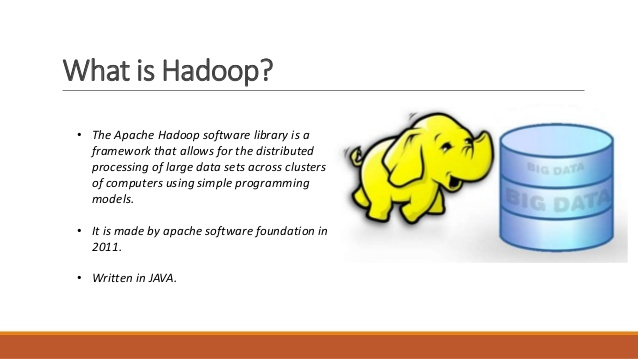 What is Hadoop?
• The Apache Hadoop software library is a
framework that allows for the distributed
processing of large data sets across clusters
of computers using simple programming
models.
• It is made by apache software foundation in
2011.
• Written in JAVA.
BIG DATA
BIG DATA